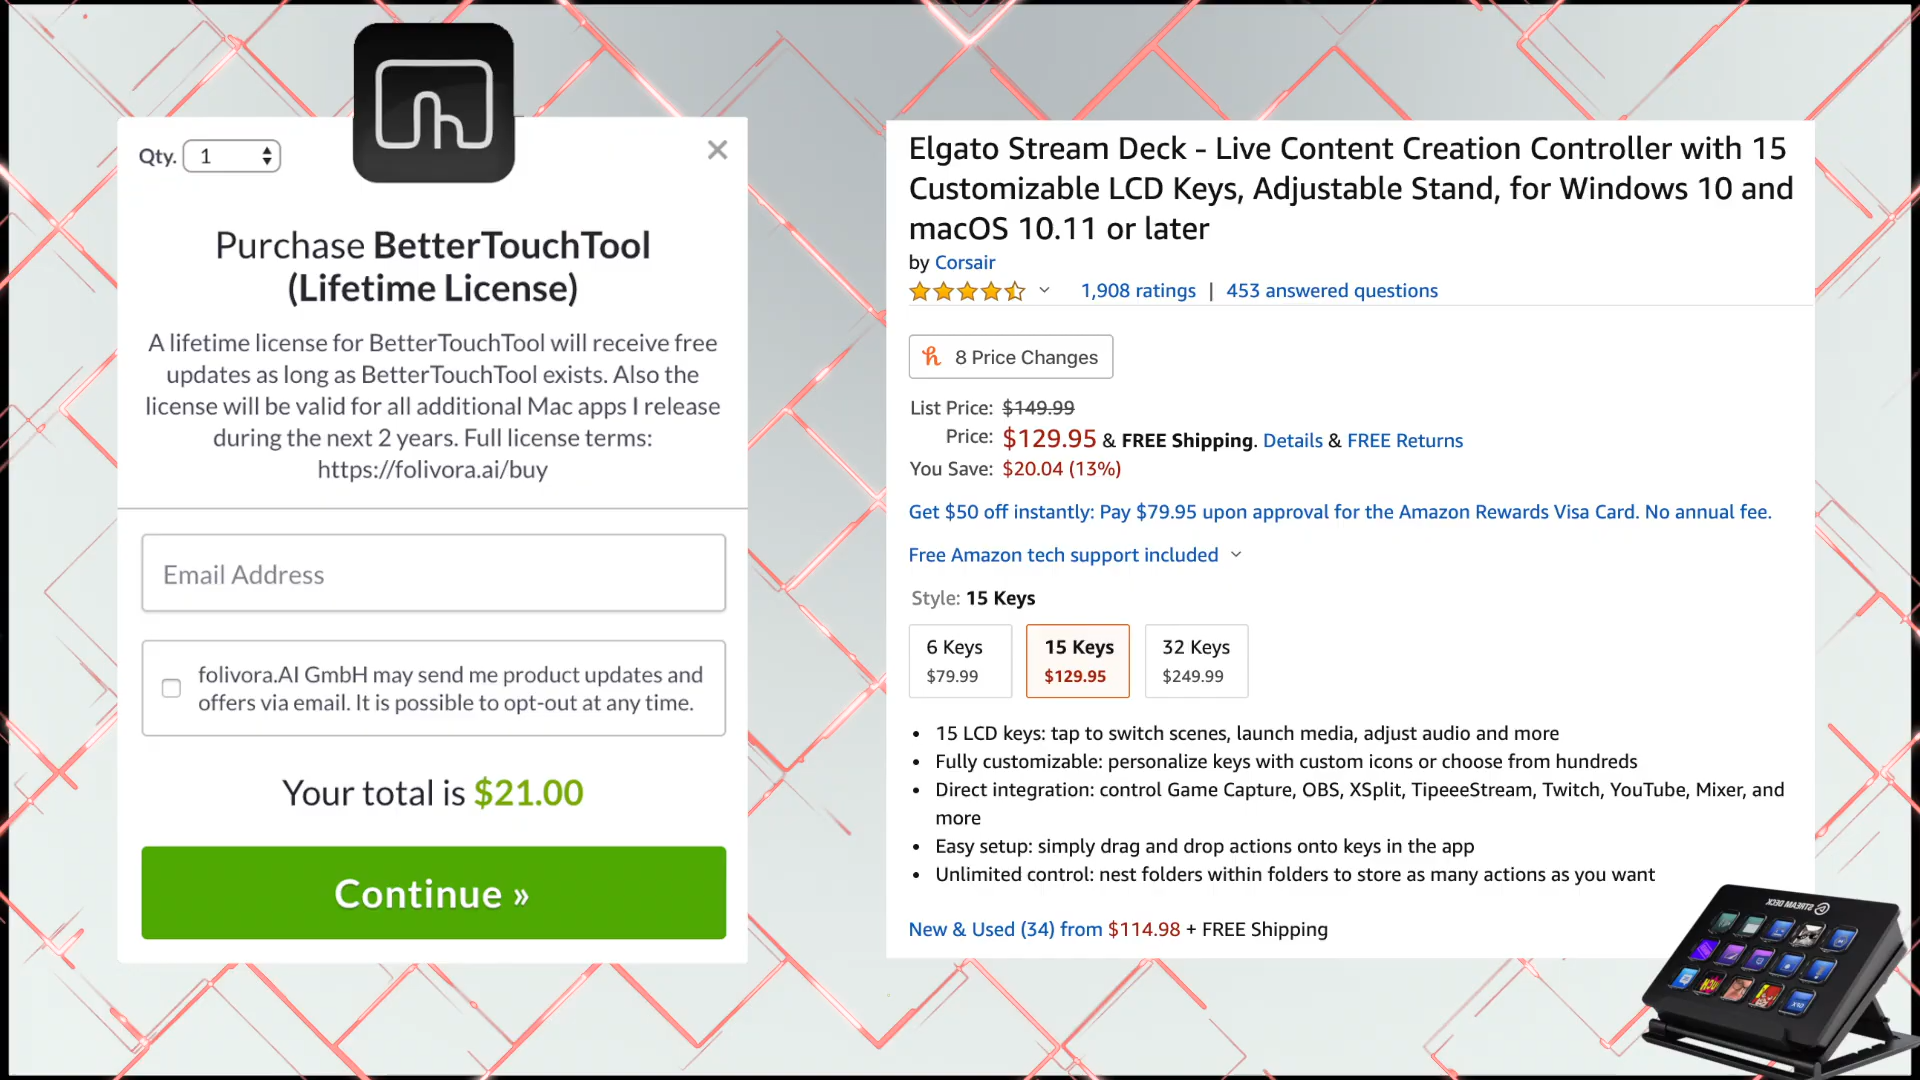 Qty. 1
Purchase BetterTouchTool
(Lifetime License)
A lifetime license for BetterTouchTool will receive free
updates as long as BetterTouchTool exists. Also the
license will be valid for all additional Mac apps I release
during the next 2 years. Full license terms:
https://folivora.ai/buy
Email Address
folivora.AI GmbH may send me product updates and
offers via email. It is possible to opt-out at any time.
Your total is $21.00
Continue »
Elgato Stream Deck - Live Content Creation Controller with 15
Customizable LCD Keys, Adjustable Stand, for Windows 10 and
macOS 10.11 or later
by Corsair
1,908 ratings | 453 answered questions
8 Price Changes
List Price: $149.99
Price: $129.95 & FREE Shipping. Details & FREE Returns
You Save: $20.04 (13%)
Get $50 off instantly: Pay $79.95 upon approval for the Amazon Rewards Visa Card. No annual fee.
Free Amazon tech support included
Style: 15 Keys
6 Keys 15 Keys 32 Keys
$79.99 $129.95 $249.99
• 15 LCD keys: tap to switch scenes, launch media, adjust audio and more
• Fully customizable: personalize keys with custom icons or choose from hundreds
• Direct integration: control Game Capture, OBS, XSplit, TipeeeStream, Twitch, YouTube, Mixer, and
more
• Easy setup: simply drag and drop actions onto keys in the app
• Unlimited control: nest folders within folders to store as many actions as you want
New & Used (34) from $114.98 + FREE Shipping
STREAM DECK